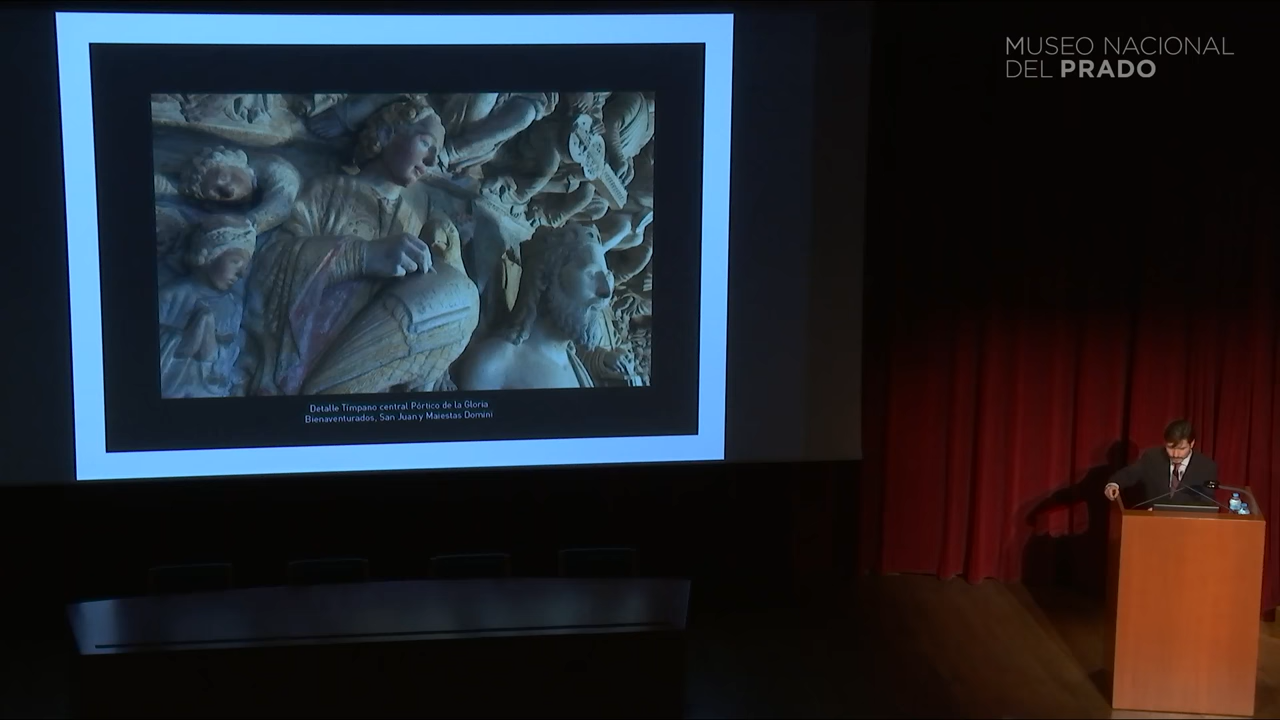 MUSEO NACIONAL
DEL PRADO
Detalle Tímpano central Pórtico de la Gloria
Bienaventurados, San Juan y Maiestas Domini